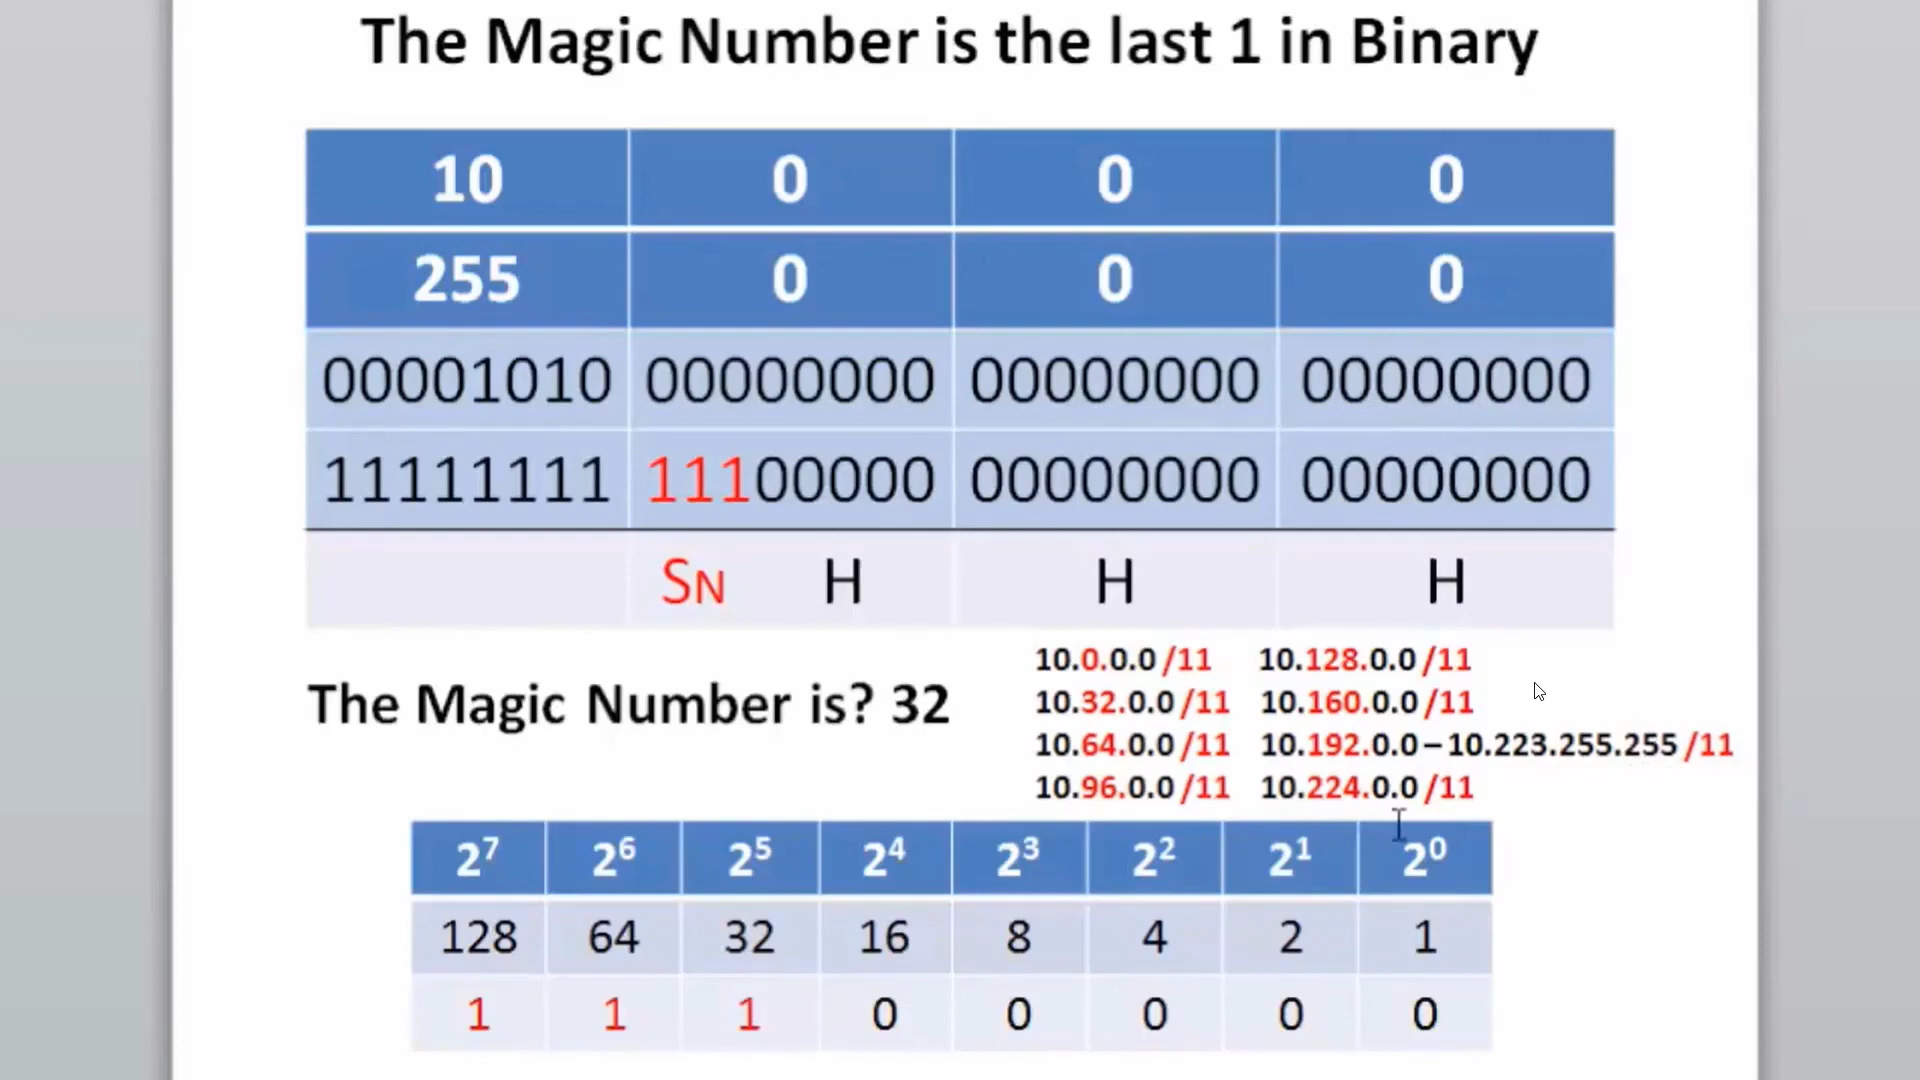 The Magic Number is the last 1 in Binary
10 0 0 0
255 0 0 0
00001010 00000000 00000000 00000000
11111111 11100000 00000000 00000000
SN H H H
The Magic Number is? 32
10.0.0.0 /11 10.128.0.0 /11
10.32.0.0 /11 10.160.0.0 /11
10.64.0.0 /11 10.192.0.0 – 10.223.255.255 /11
10.96.0.0 /11 10.224.0.0 /11
2⁷ 2⁶ 2⁵ 2⁴ 2³ 2² 2¹ 2⁰
128 64 32 16 8 4 2 1
1 1 1 0 0 0 0 0